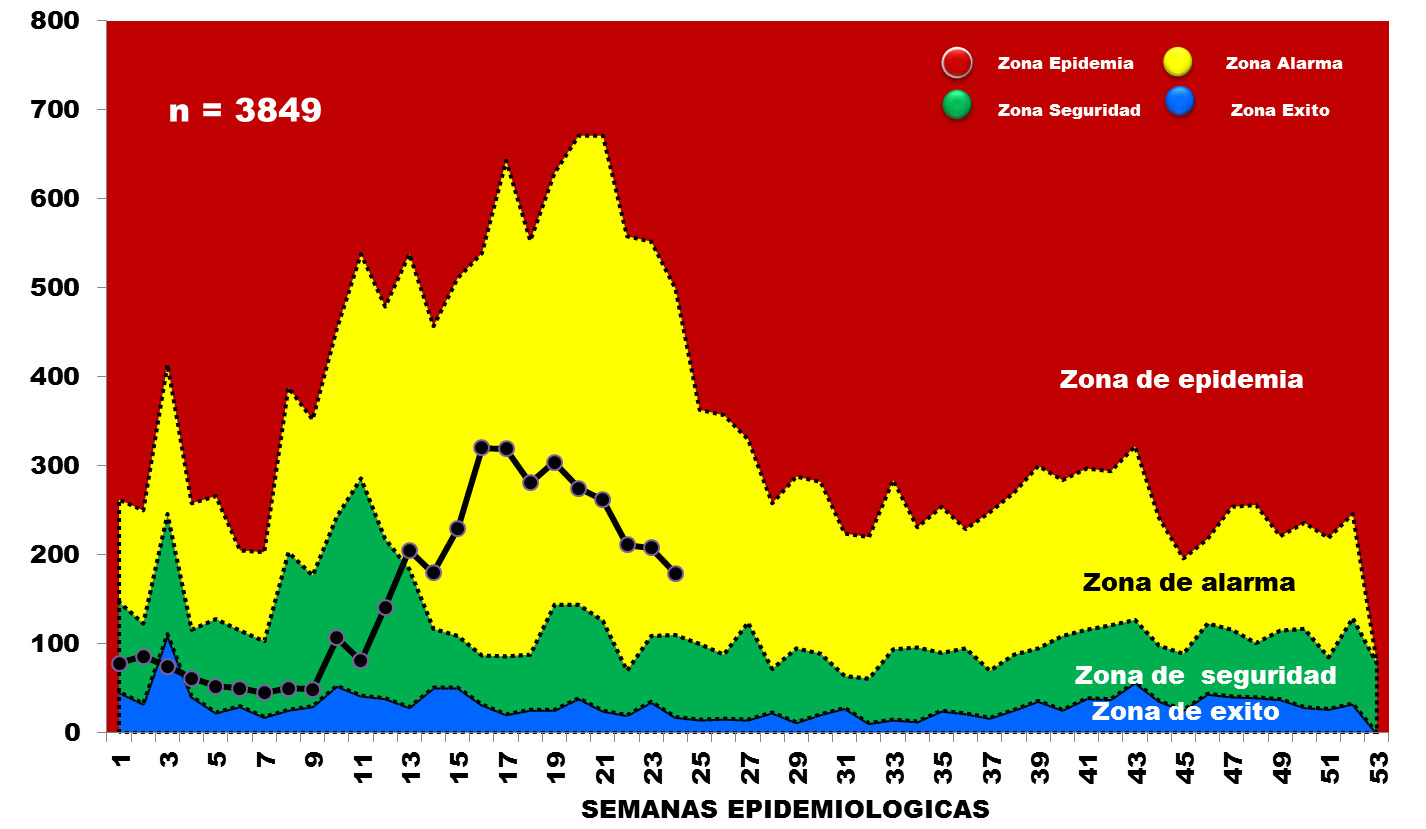 800
700
600
500
400
300
200
100
0
n = 3849
Zona Epidemia
Zona Alarma
Zona Seguridad
Zona Exito
Zona de epidemia
Zona de alarma
Zona de  seguridad
Zona de exito
1 3 5 7 9 11 13 15 17 19 21 23 25 27 29 31 33 35 37 39 41 43 45 47 49 51 53
SEMANAS EPIDEMIOLOGICAS